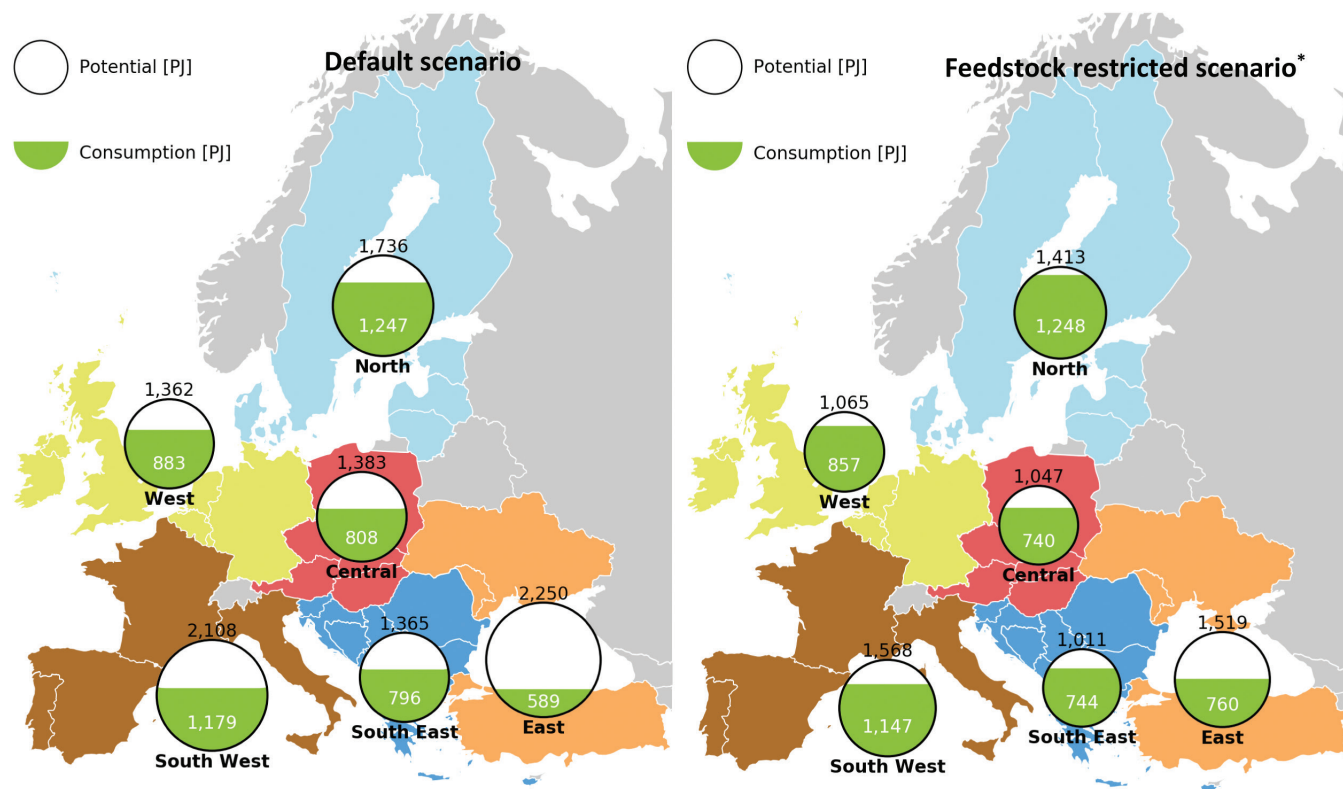 Default scenario
Potential [PJ]
Consumption [PJ]
1,736
1,247
North
1,362
883
West
1,383
808
Central
2,108
1,179
South West
1,365
796
South East
2,250
589
East
Feedstock restricted scenario*
Potential [PJ]
Consumption [PJ]
1,413
1,248
North
1,065
857
West
1,047
740
Central
1,568
1,147
South West
1,011
744
South East
1,519
760
East